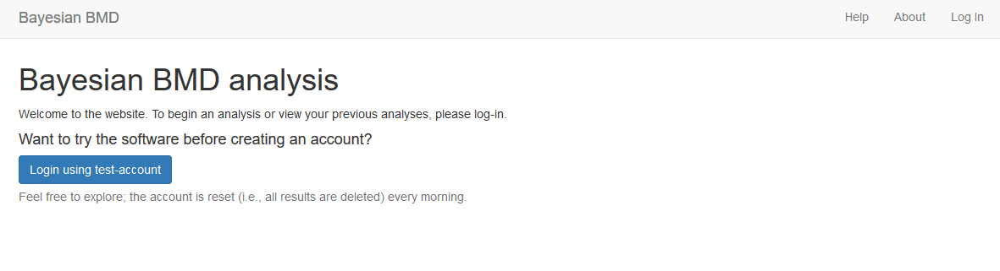 Bayesian BMD Help About Log In
Bayesian BMD analysis
Welcome to the website. To begin an analysis or view your previous analyses, please log-in.
Want to try the software before creating an account?
Login using test-account
Feel free to explore; the account is reset (i.e., all results are deleted) every morning.